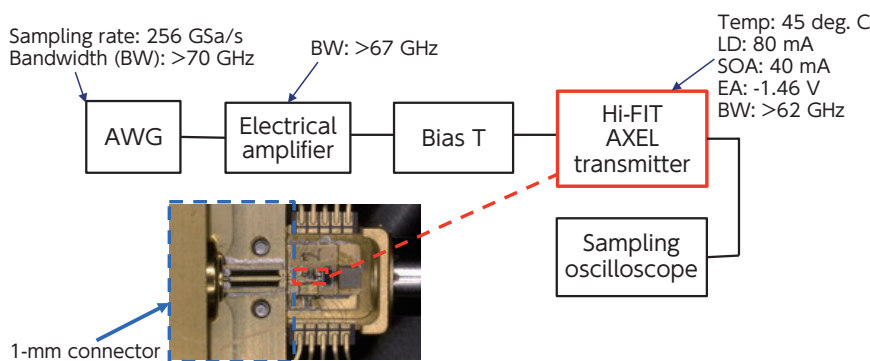 Sampling rate: 256 GSa/s
Bandwidth (BW): >70 GHz
BW: >67 GHz
Temp: 45 deg. C
LD: 80 mA
SOA: 40 mA
EA: -1.46 V
BW: >62 GHz
AWG
Electrical
amplifier
Bias T
Hi-FIT
AXEL
transmitter
Sampling
oscilloscope
1-mm connector